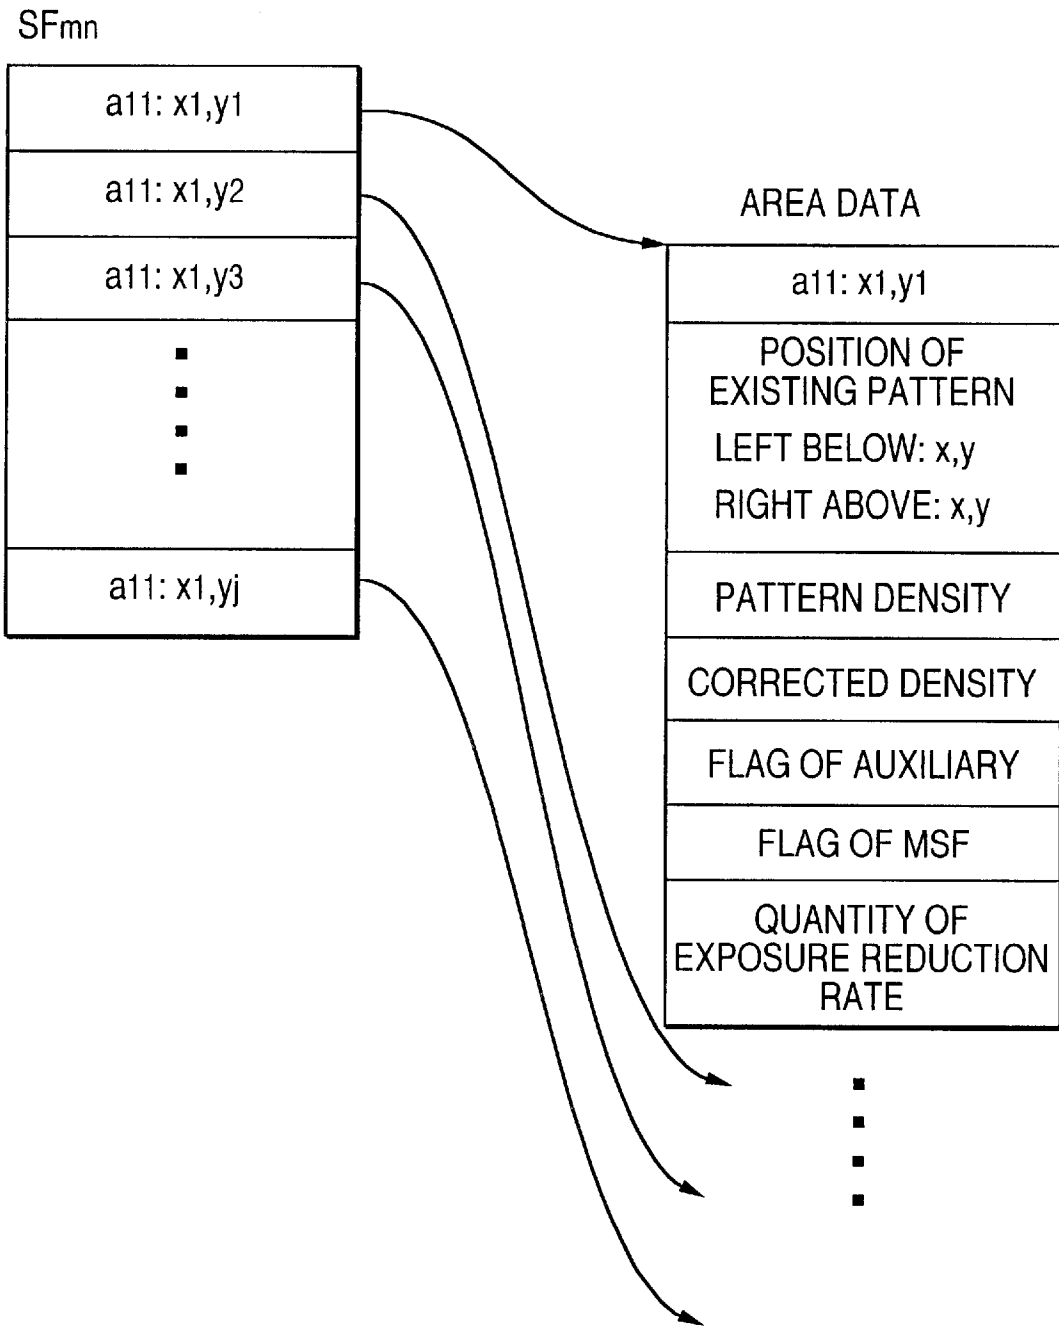 SFmn
a11: x1,y1
a11: x1,y2
a11: x1,y3
a11: x1,yj
AREA DATA
a11: x1,y1
POSITION OF
EXISTING PATTERN
LEFT BELOW: x,y
RIGHT ABOVE: x,y
PATTERN DENSITY
CORRECTED DENSITY
FLAG OF AUXILIARY
FLAG OF MSF
QUANTITY OF
EXPOSURE REDUCTION
RATE